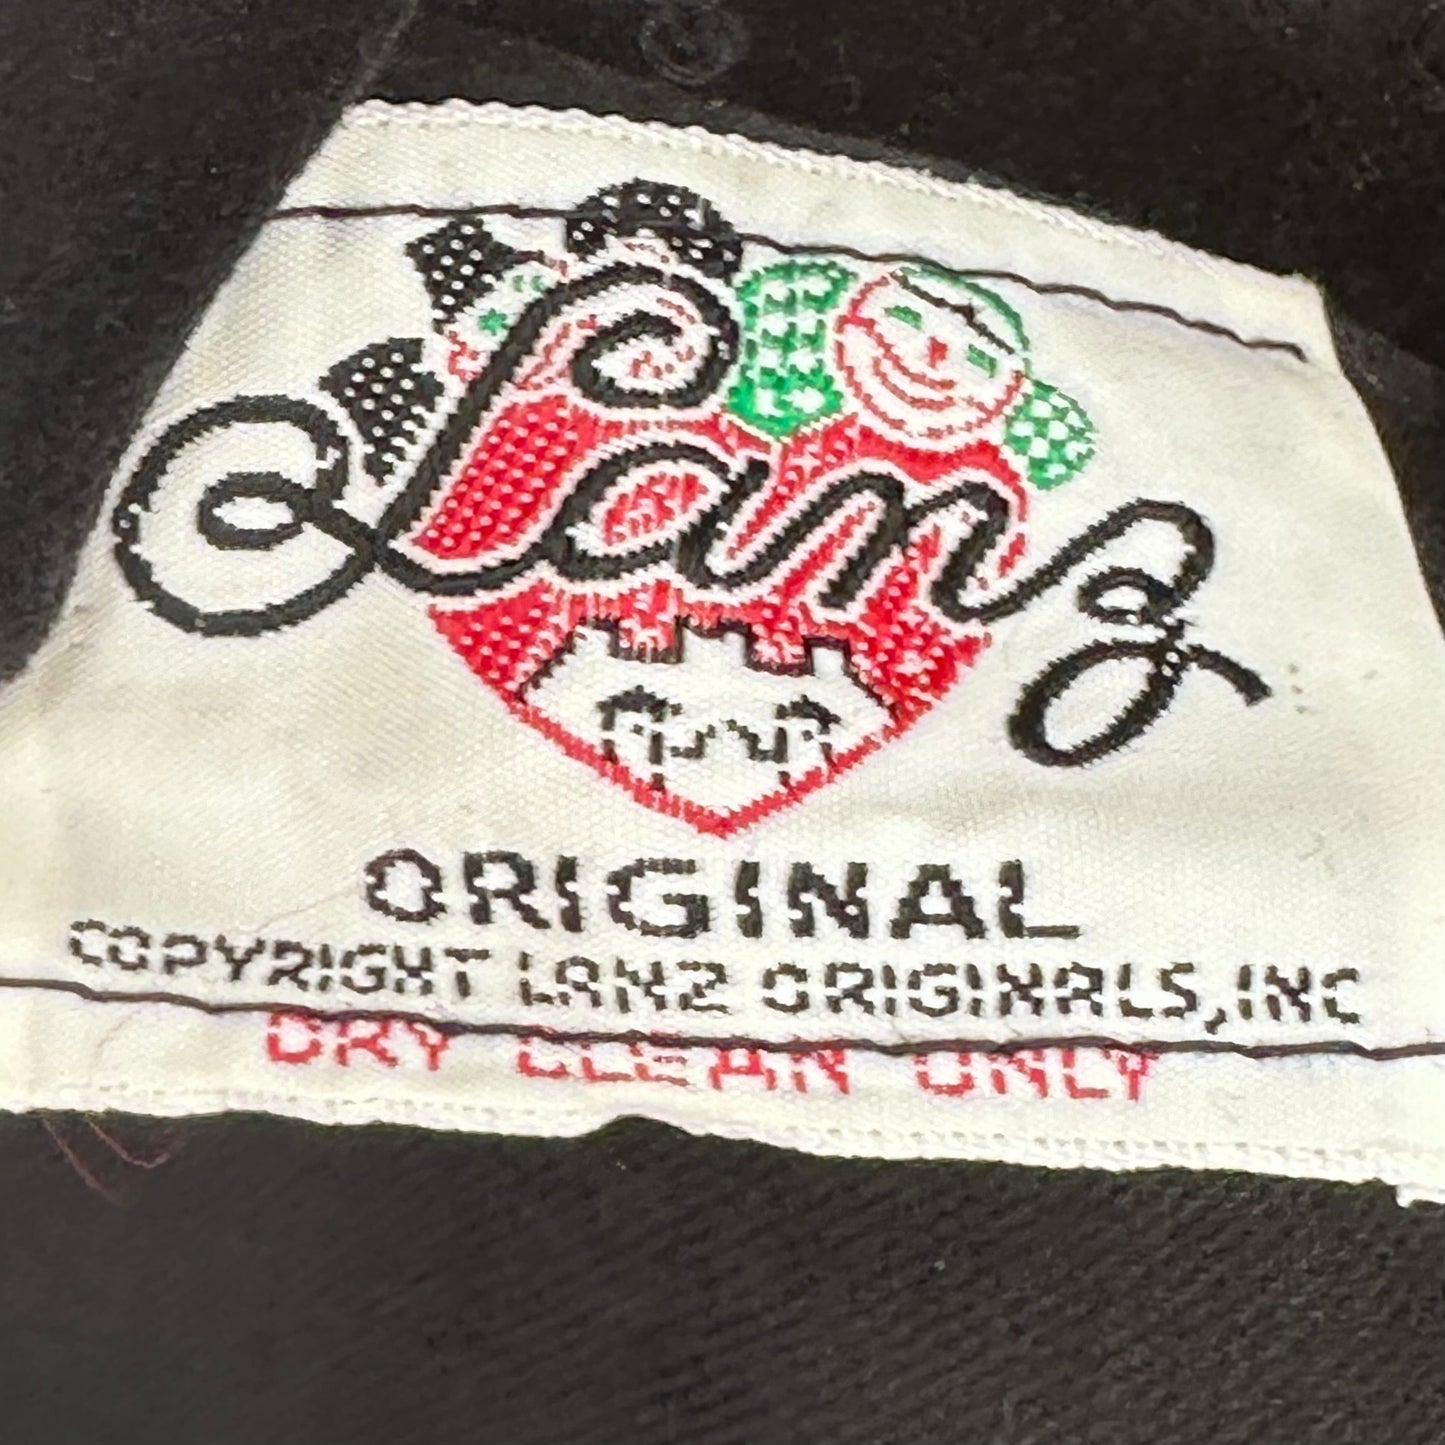 Lanz
ORIGINAL
COPYRIGHT LANZ ORIGINALS, INC
DRY CLEAN ONLY